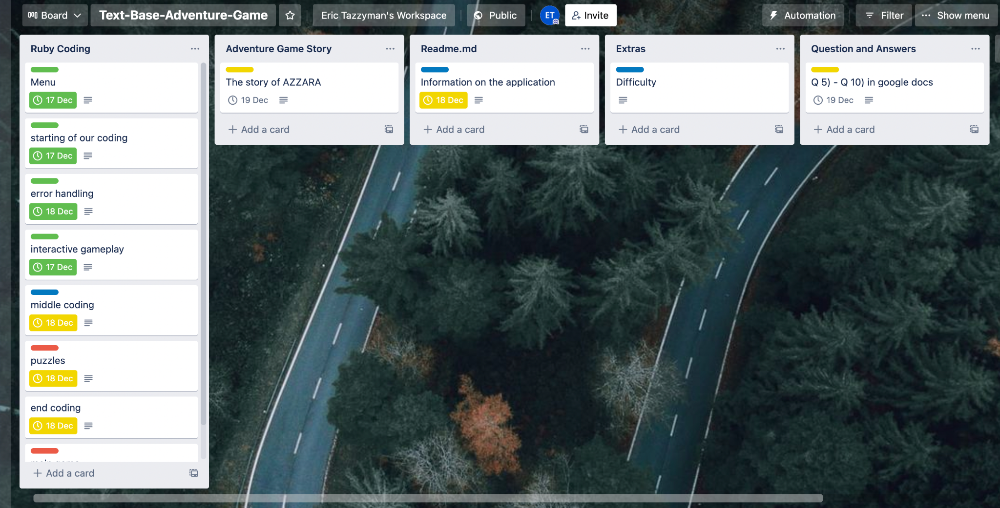 Board
Text-Base-Adventure-Game
Eric Tazzyman's Workspace
Public
ET
Invite
Automation
Filter
Show menu
Ruby Coding
Menu
17 Dec
starting of our coding
17 Dec
error handling
18 Dec
interactive gameplay
17 Dec
middle coding
18 Dec
puzzles
18 Dec
end coding
18 Dec
Add a card
Adventure Game Story
The story of AZZARA
19 Dec
Add a card
Readme.md
Information on the application
18 Dec
Add a card
Extras
Difficulty
Add a card
Question and Answers
Q 5) - Q 10) in google docs
19 Dec
Add a card